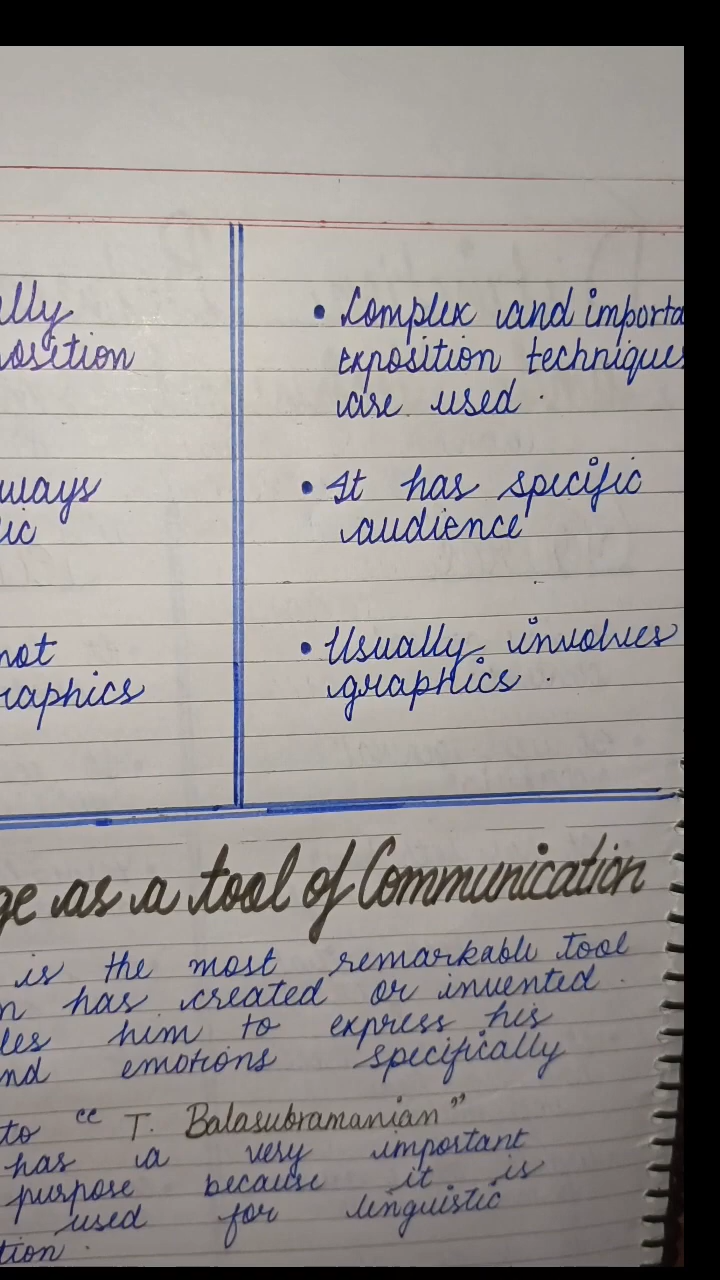 lly
osition
• Complex and importa
exposition techniques
are used.
ways
ic
• It has specific
audience
not
raphics
• Usually involves
graphics.
ge as a tool of Communication
is the most remarkable tool
n has created or invented.
les him to express his
nd emotions specifically
to “T. Balasubramanian”
has a very important
purpose because it is
used for linguistic
tion.